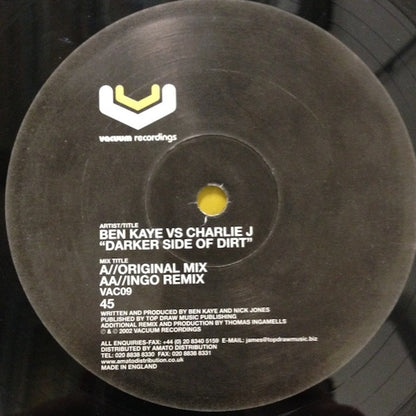 vacuum recordings
ARTIST/TITLE
BEN KAYE VS CHARLIE J
“DARKER SIDE OF DIRT”
MIX TITLE
A//ORIGINAL MIX
AA//INGO REMIX
VAC09
45
WRITTEN AND PRODUCED BY BEN KAYE AND NICK JONES
PUBLISHED BY TOP DRAW MUSIC PUBLISHING
ADDITIONAL REMIX AND PRODUCTION BY THOMAS INGAMELLS
℗ & © 2002 VACUUM RECORDINGS
ALL ENQUIRIES-FAX: +44 (0) 20 8340 5159 E-MAIL: james@topdrawmusic.biz
DISTRIBUTED BY AMATO DISTRIBUTION
TEL: 020 8838 8330 FAX: 020 8838 8331
www.amatodistribution.co.uk
MADE IN ENGLAND